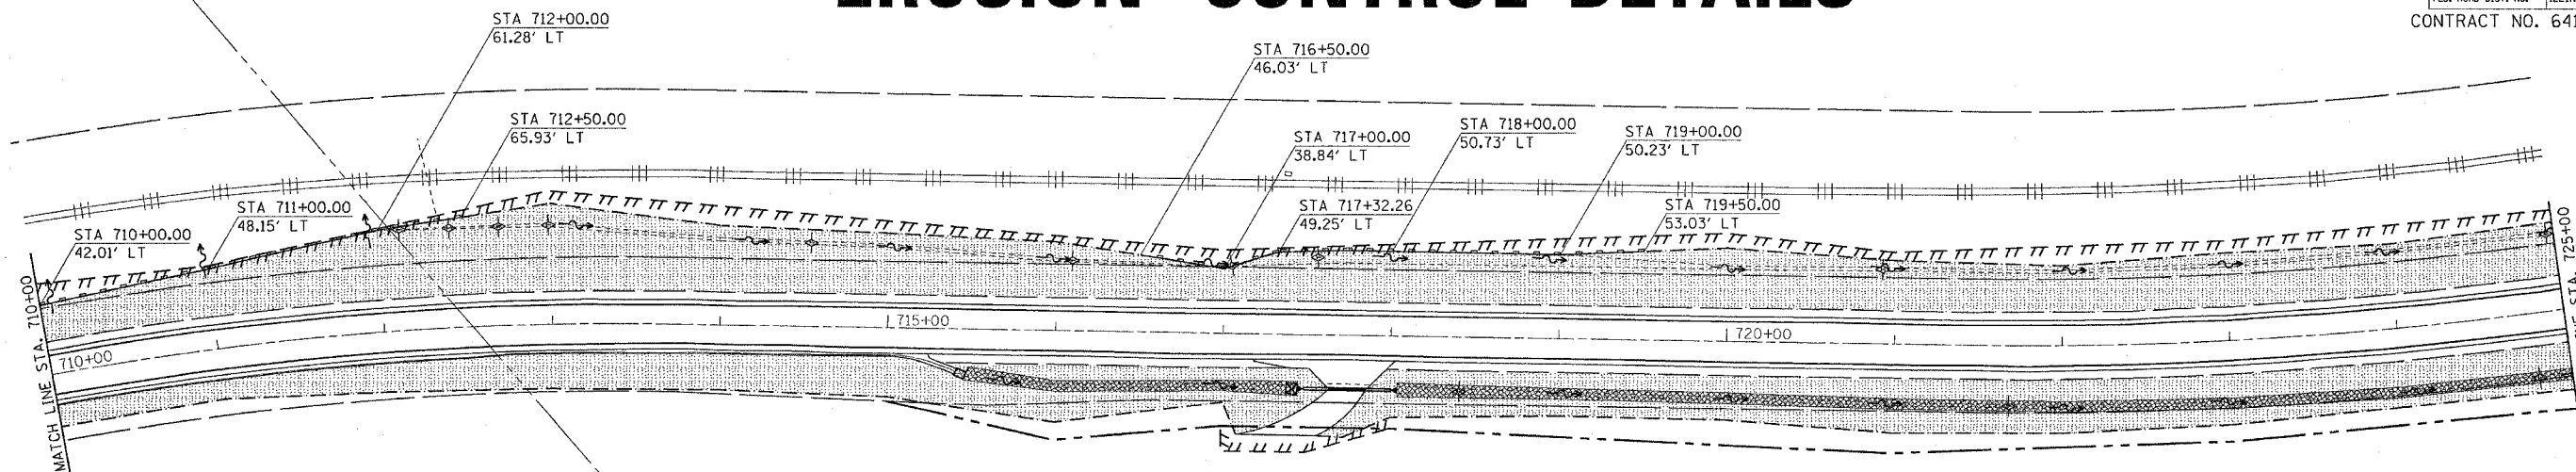 EROSION CONTROL DETAILS
CONTRACT NO. 641
STA 712+00.00
61.28' LT
STA 716+50.00
46.03' LT
STA 712+50.00
65.93' LT
STA 717+00.00
38.84' LT
STA 718+00.00
50.73' LT
STA 719+00.00
50.23' LT
STA 710+00.00
42.01' LT
STA 711+00.00
48.15' LT
STA 717+32.26
49.25' LT
STA 719+50.00
53.03' LT
MATCH LINE STA. 710+00
710+00
715+00
720+00
STA. 725+00